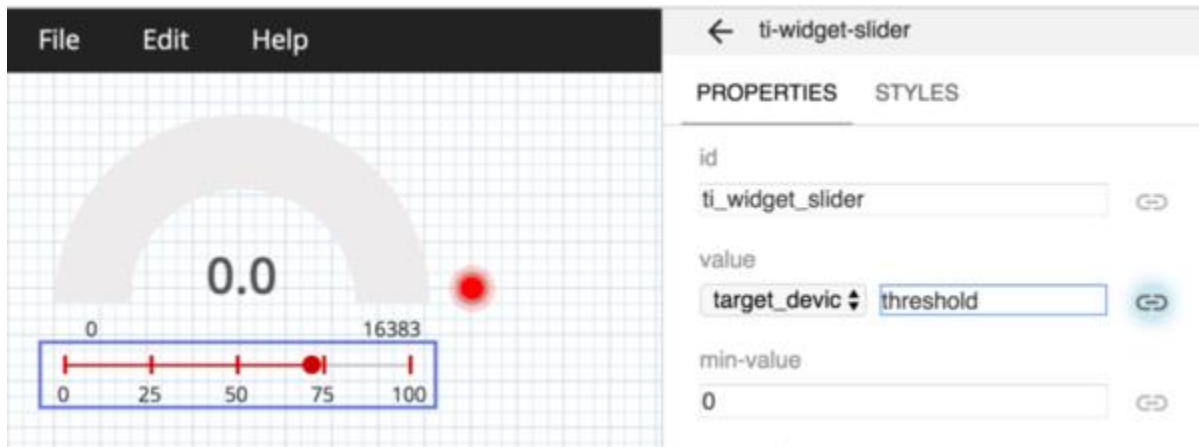 File Edit Help
0.0
0 16383
0 25 50 75 100
ti-widget-slider
PROPERTIES STYLES
id
ti_widget_slider
value
target_devic threshold
min-value
0